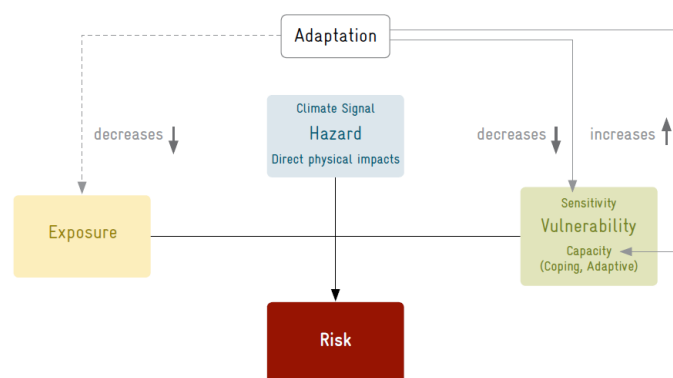 Adaptation
Climate Signal
Hazard
Direct physical impacts
decreases
decreases
increases
Exposure
Sensitivity
Vulnerability
Capacity
(Coping, Adaptive)
Risk